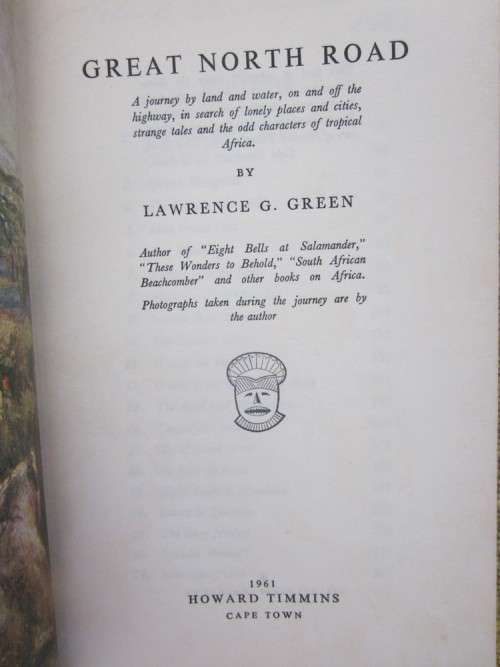 GREAT NORTH ROAD
A journey by land and water, on and off the
highway, in search of lonely places and cities,
strange tales and the odd characters of tropical
Africa.
BY
LAWRENCE G. GREEN
Author of "Eight Bells at Salamander,"
"These Wonders to Behold," "South African
Beachcomber" and other books on Africa.
Photographs taken during the journey are by
the author
1961
HOWARD TIMMINS
CAPE TOWN